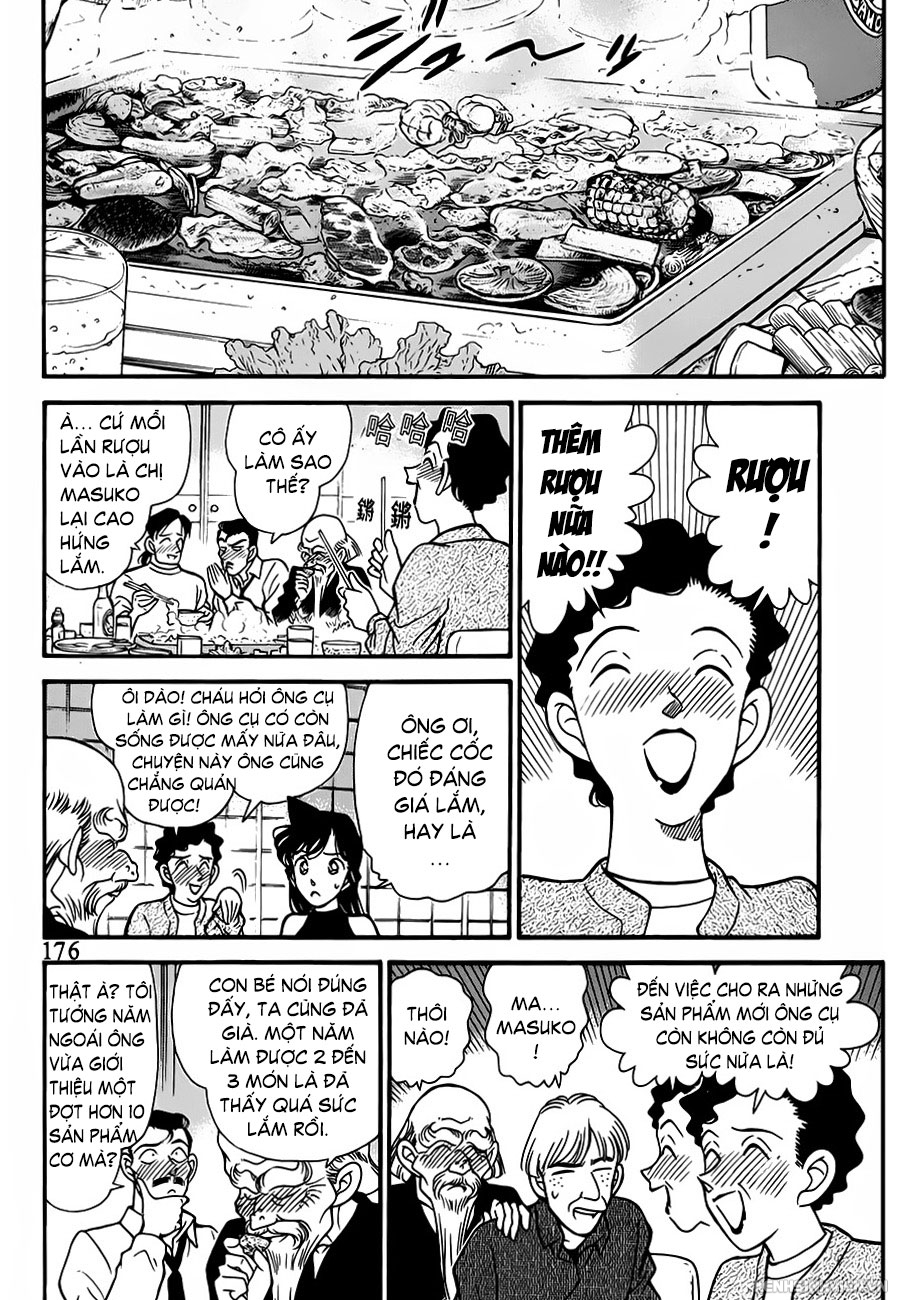 RƯỢU
!
THÊM
RƯỢU
NỮA
NÀO!!
哈哈哈
鏘鏘
CÔ ẤY
LÀM SAO
THẾ?
À... CỨ MỖI
LẦN RƯỢU
VÀO LÀ CHỊ
MASUKO
LẠI CAO
HỨNG
LẮM.
ÔNG ƠI,
CHIẾC CỐC
ĐÓ ĐÁNG
GIÁ LẮM,
HAY LÀ
...
ÔI DÀO! CHÁU HỎI ÔNG CỤ
LÀM GÌ! ÔNG CỤ CÓ CÒN
SỐNG ĐƯỢC MẤY NỮA ĐÂU,
CHUYỆN NÀY ÔNG CŨNG
CHẲNG QUẢN
ĐƯỢC!
176
ĐẾN VIỆC CHO RA NHỮNG
SẢN PHẨM MỚI ÔNG CỤ
CÒN KHÔNG CÒN ĐỦ
SỨC NỮA LÀ!
MA...
MASUKO
!
THÔI
NÀO!
CON BÉ NÓI ĐÚNG
ĐẤY, TA CŨNG ĐÃ
GIÀ. MỘT NĂM
LÀM ĐƯỢC 2 ĐẾN
3 MÓN LÀ ĐÃ
THẤY QUÁ SỨC
LẮM RỒI.
THẬT À? TÔI
TƯỞNG NĂM
NGOÁI ÔNG
VỪA GIỚI
THIỆU MỘT
ĐỢT HƠN 10
SẢN PHẨM
CƠ MÀ?